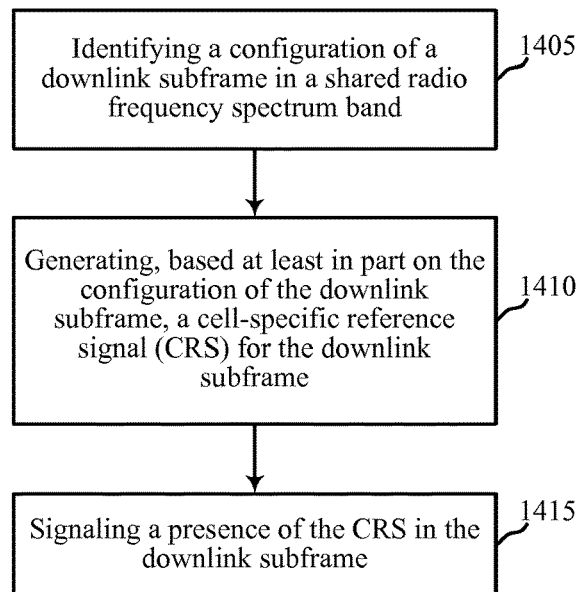 Identifying a configuration of a
downlink subframe in a shared radio
frequency spectrum band
1405
Generating, based at least in part on the
configuration of the downlink
subframe, a cell-specific reference
signal (CRS) for the downlink
subframe
1410
Signaling a presence of the CRS in the
downlink subframe
1415